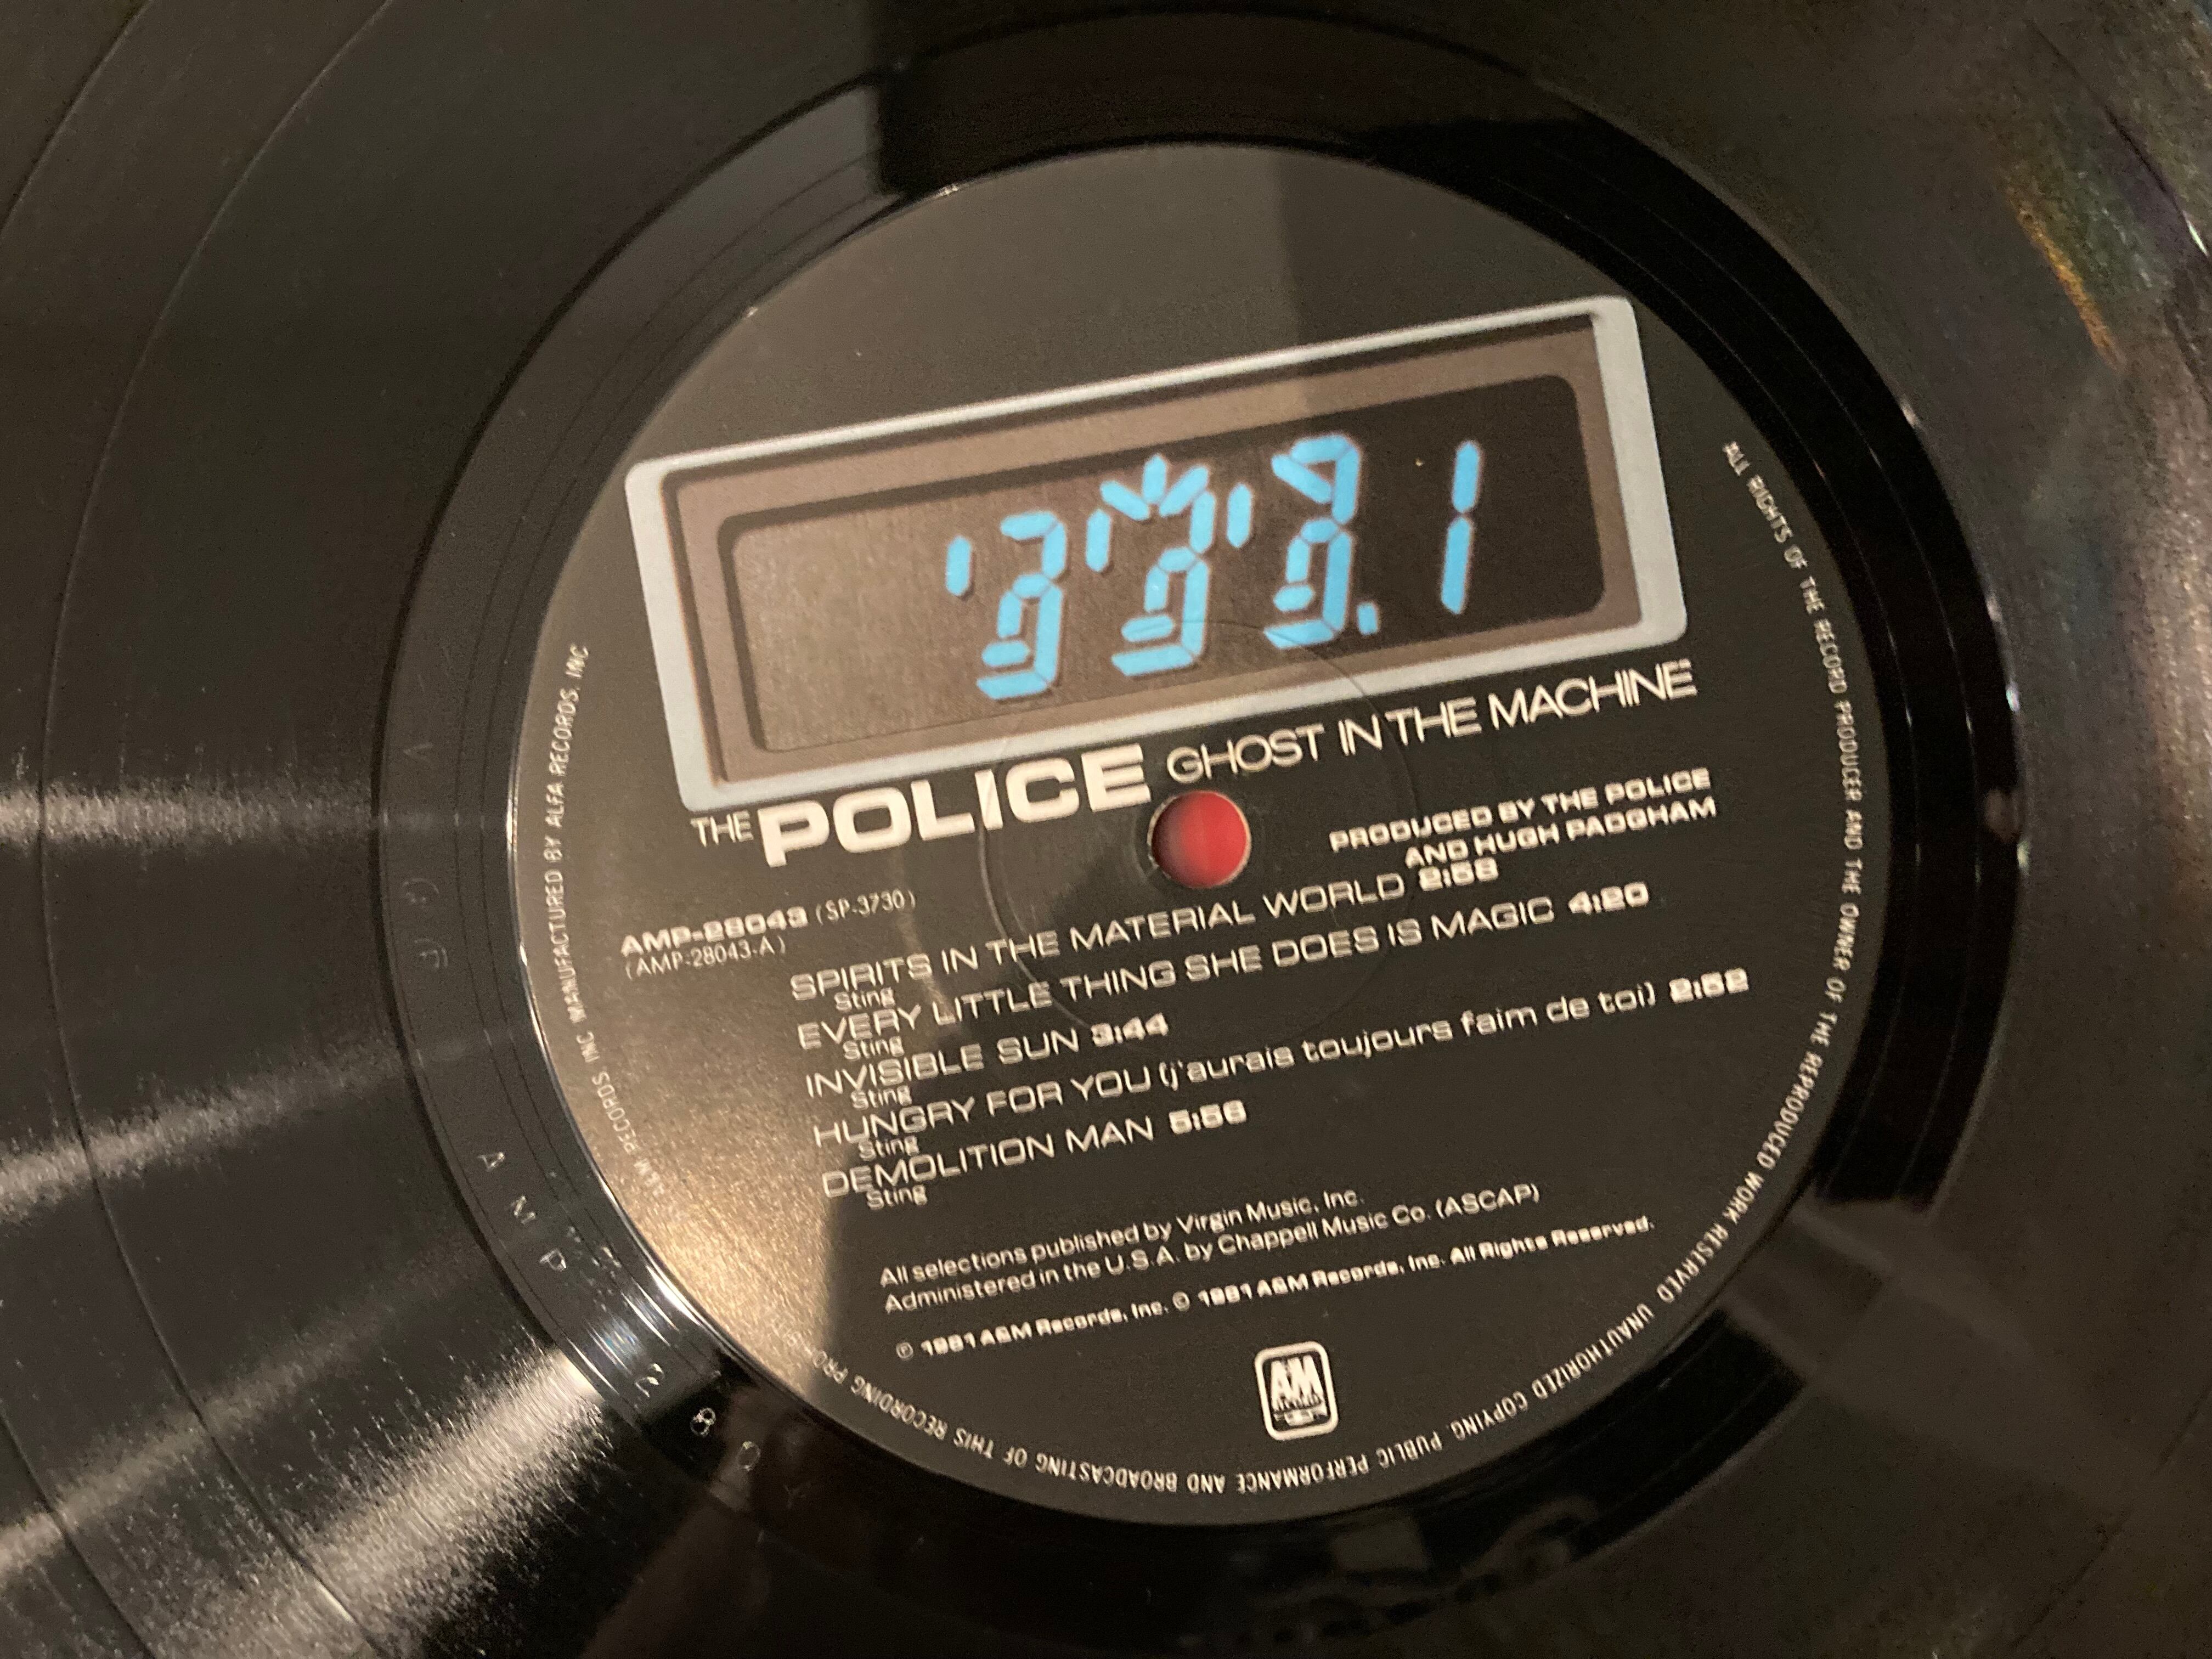 .1
THE POLICE GHOST IN THE MACHINE
PRODUCED BY THE POLICE
AND HUGH PADGHAM
AMP-28043 (SP-3730)
(AMP-28043-A)
SPIRITS IN THE MATERIAL WORLD 2:58
Sting
EVERY LITTLE THING SHE DOES IS MAGIC 4:20
Sting
INVISIBLE SUN 3:44
Sting
HUNGRY FOR YOU (j'aurais toujours faim de toi) 2:52
Sting
DEMOLITION MAN 5:56
Sting
All selections published by Virgin Music, Inc.
Administered in the U.S.A. by Chappell Music Co. (ASCAP)
℗ 1981 A&M Records, Inc. © 1981 A&M Records, Inc. All Rights Reserved.
A&M RECORDS
ALL RIGHTS OF THE RECORD PRODUCER AND THE OWNER OF THE REPRODUCED WORK RESERVED UNAUTHORIZED COPYING, PUBLIC PERFORMANCE AND BROADCASTING OF THIS RECORDING
A&M RECORDS, INC. MANUFACTURED BY ALFA RECORDS, INC
AMP